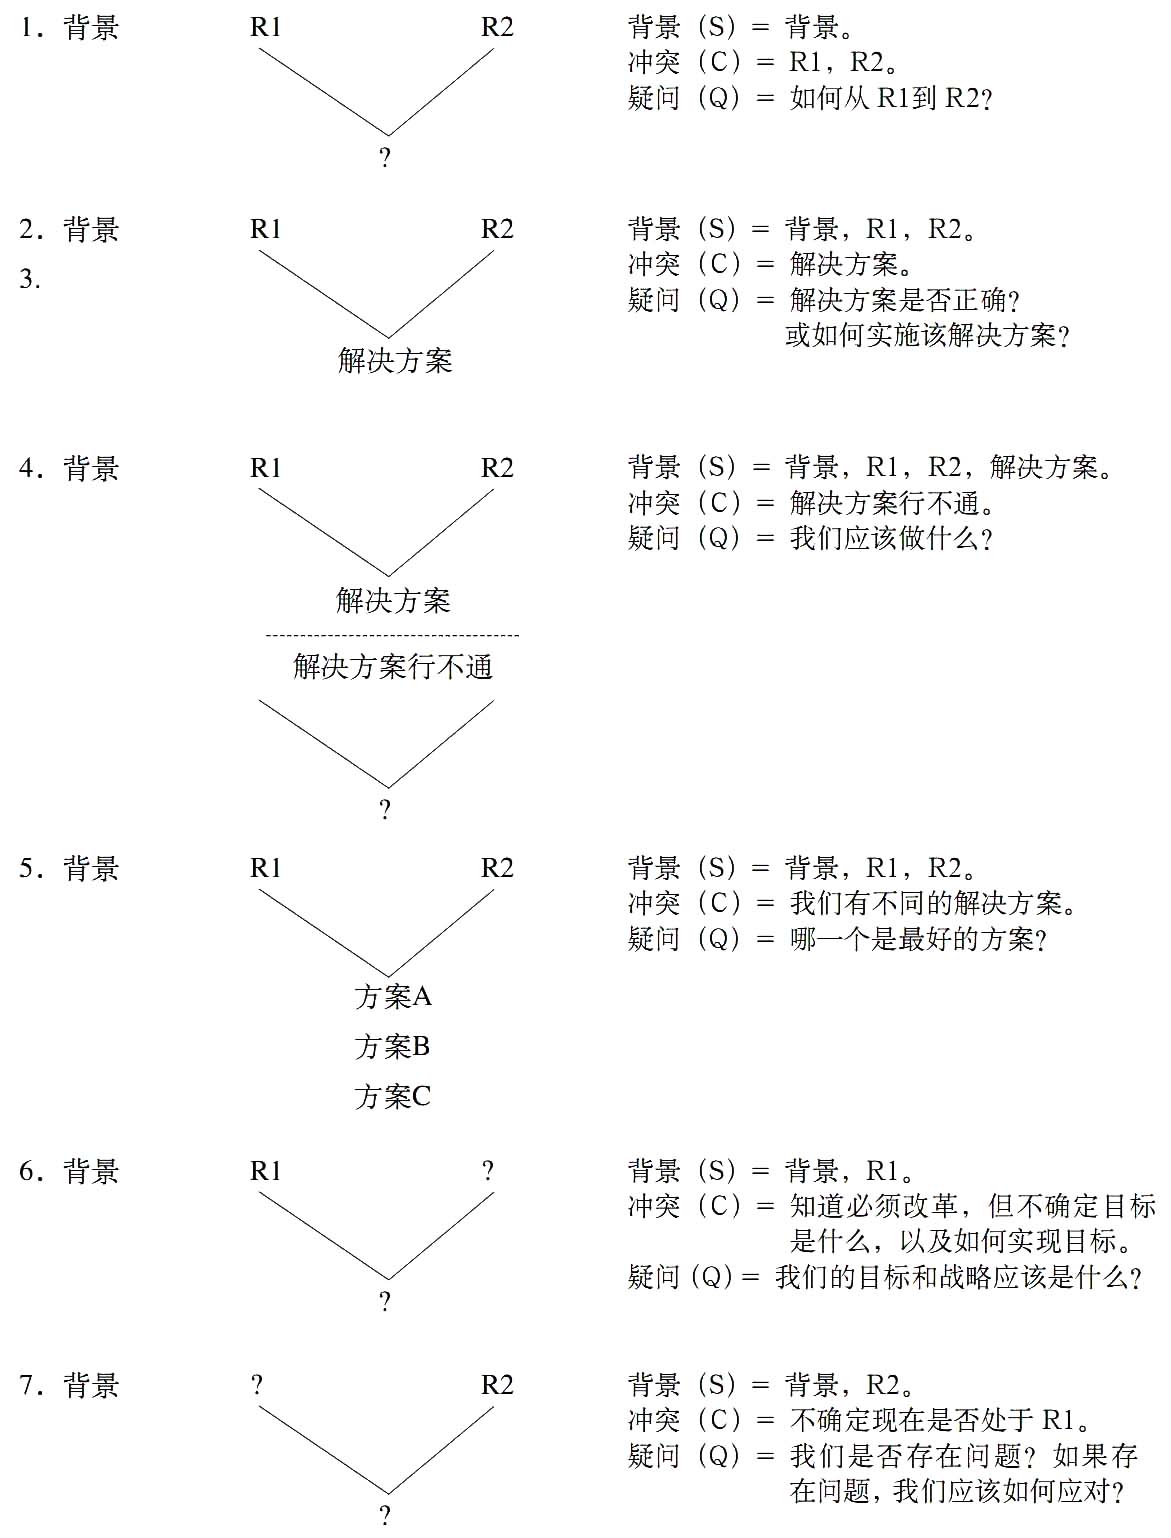 1. 背景 R1 R2 背景（S）= 背景。
冲突（C）= R1，R2。
疑问（Q）= 如何从 R1到 R2？
?
2. 背景 R1 R2 背景（S）= 背景，R1，R2。
冲突（C）= 解决方案。
3.
疑问（Q）= 解决方案是否正确？
或如何实施该解决方案？
解决方案
4. 背景 R1 R2 背景（S）= 背景，R1，R2，解决方案。
冲突（C）= 解决方案行不通。
疑问（Q）= 我们应该做什么？
解决方案
解决方案行不通
?
5. 背景 R1 R2 背景（S）= 背景，R1，R2。
冲突（C）= 我们有不同的解决方案。
疑问（Q）= 哪一个是最好的方案？
方案A
方案B
方案C
6. 背景 R1 ? 背景（S）= 背景，R1。
冲突（C）= 知道必须改革，但不确定目标
是什么，以及如何实现目标。
疑问（Q）= 我们的目标和战略应该是什么？
?
7. 背景 ? R2 背景（S）= 背景，R2。
冲突（C）= 不确定现在是否处于 R1。
疑问（Q）= 我们是否存在问题？如果存
在问题，我们应该如何应对？
?